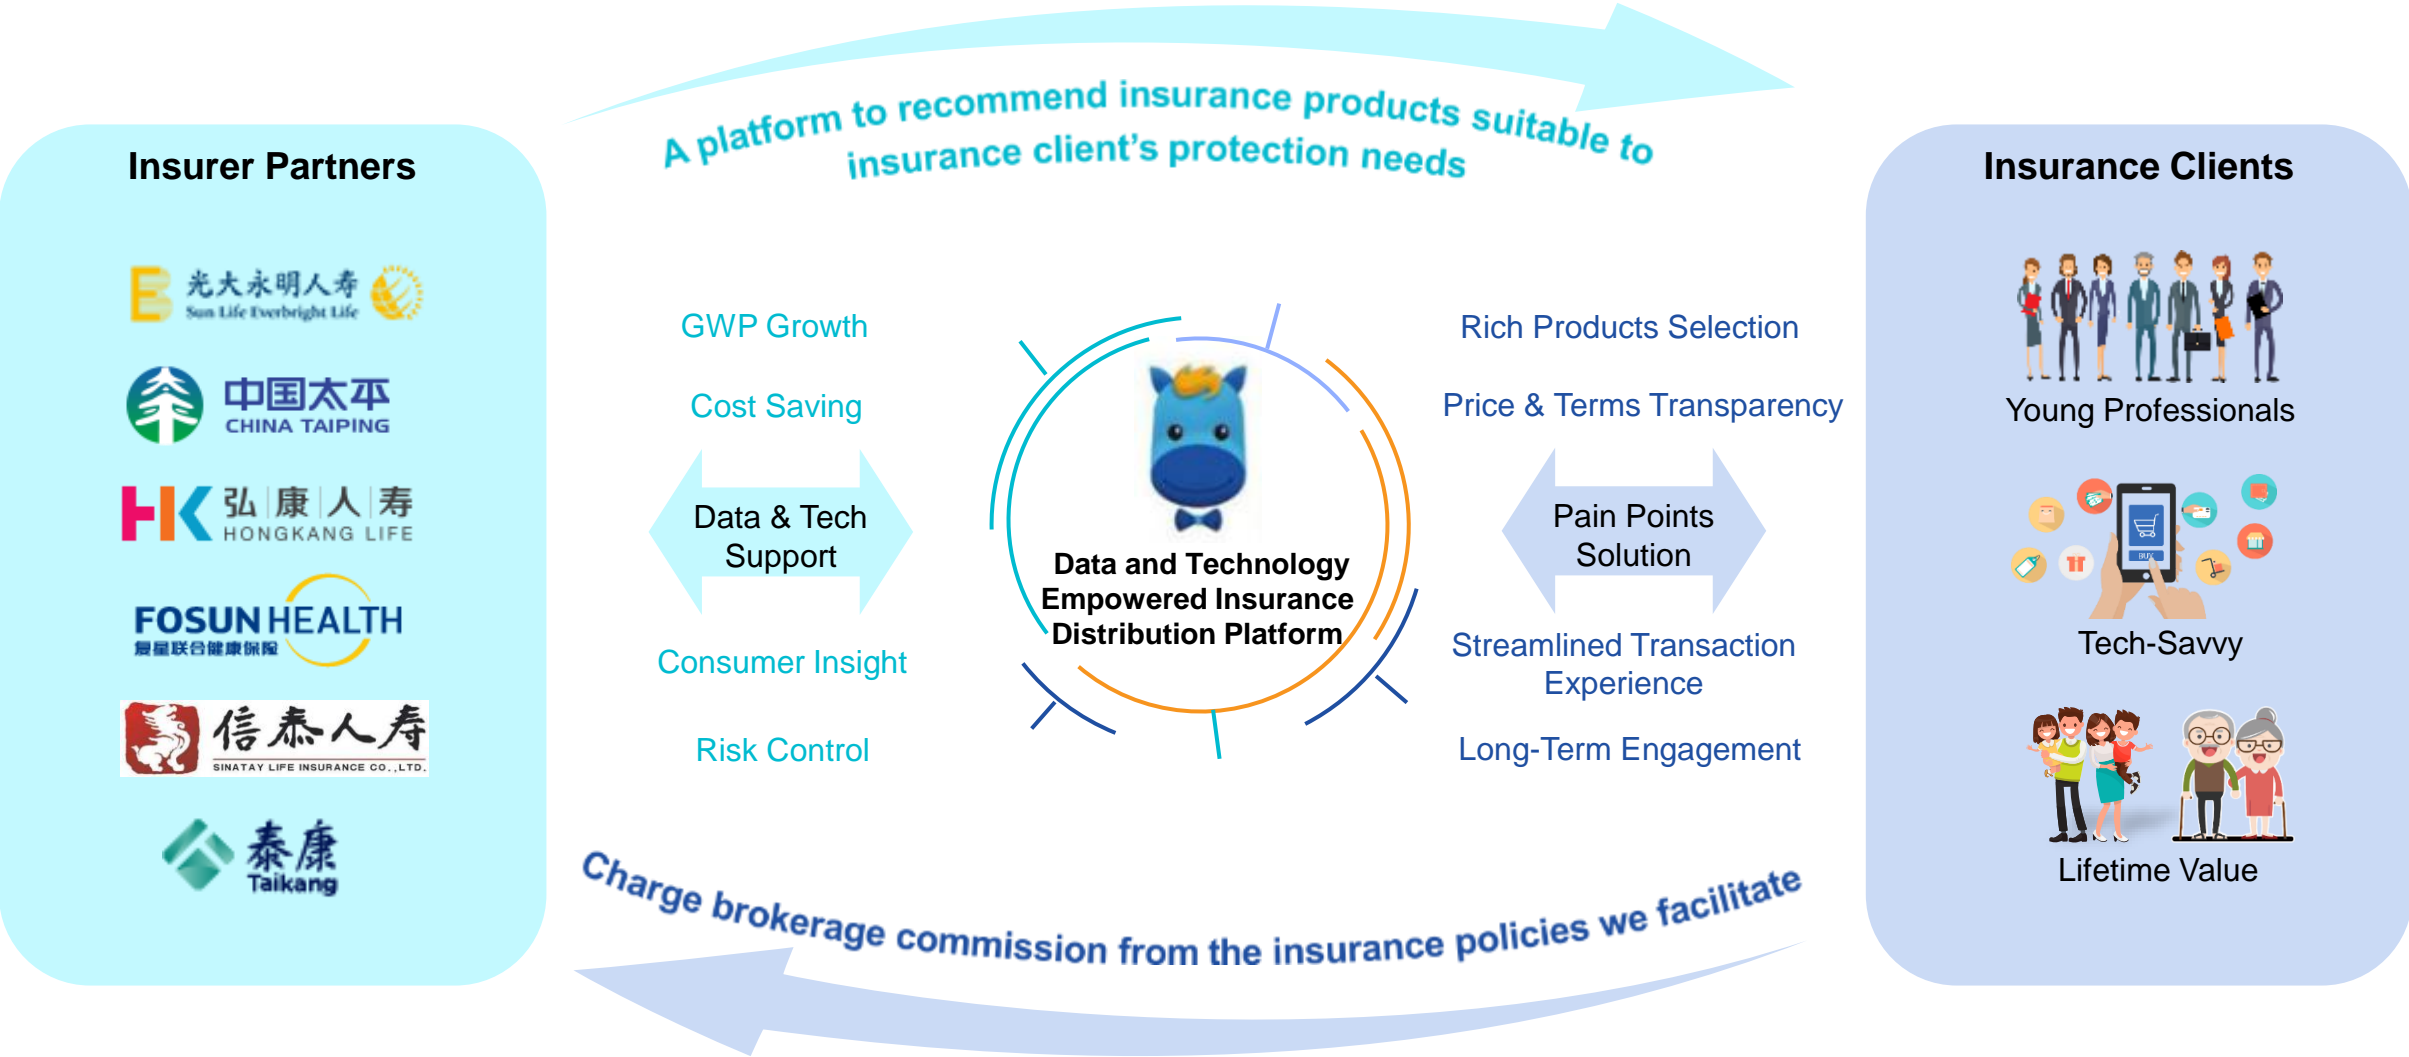 A platform to recommend insurance products suitable to
insurance client's protection needs
Insurer Partners
光大永明人寿
Sun Life Everbright Life
中国太平
CHINA TAIPING
HK 弘康人寿
HONGKANG LIFE
FOSUN HEALTH
复星联合健康保险
信泰人寿
SINATAY LIFE INSURANCE CO.,LTD.
泰康
Taikang
GWP Growth
Cost Saving
Data & Tech
Support
Consumer Insight
Risk Control
Data and Technology
Empowered Insurance
Distribution Platform
Rich Products Selection
Price & Terms Transparency
Pain Points
Solution
Streamlined Transaction
Experience
Long-Term Engagement
Insurance Clients
Young Professionals
BUY
Tech-Savvy
Lifetime Value
Charge brokerage commission from the insurance policies we facilitate